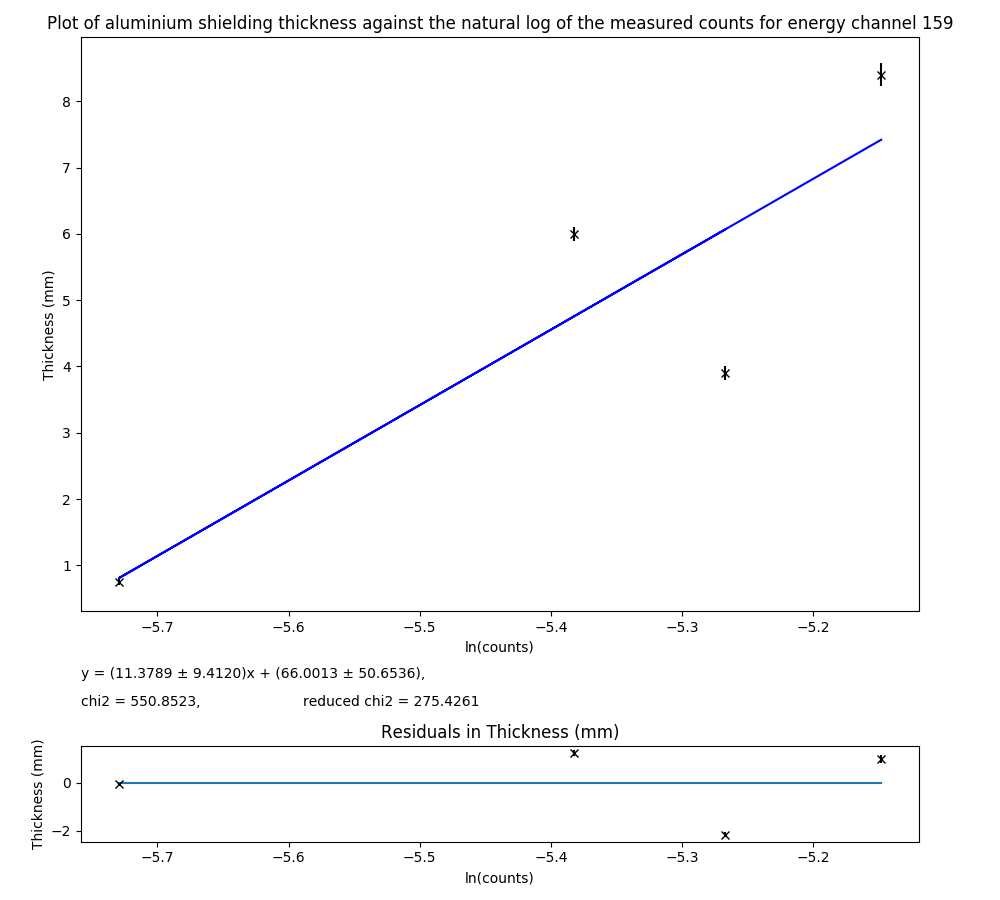 Plot of aluminium shielding thickness against the natural log of the measured counts for energy channel 159
Thickness (mm)
8
7
6
5
4
3
2
1
−5.7 −5.6 −5.5 −5.4 −5.3 −5.2
ln(counts)
y = (11.3789 ± 9.4120)x + (66.0013 ± 50.6536),
chi2 = 550.8523, reduced chi2 = 275.4261
Residuals in Thickness (mm)
Thickness (mm)
0
−2
−5.7 −5.6 −5.5 −5.4 −5.3 −5.2
ln(counts)